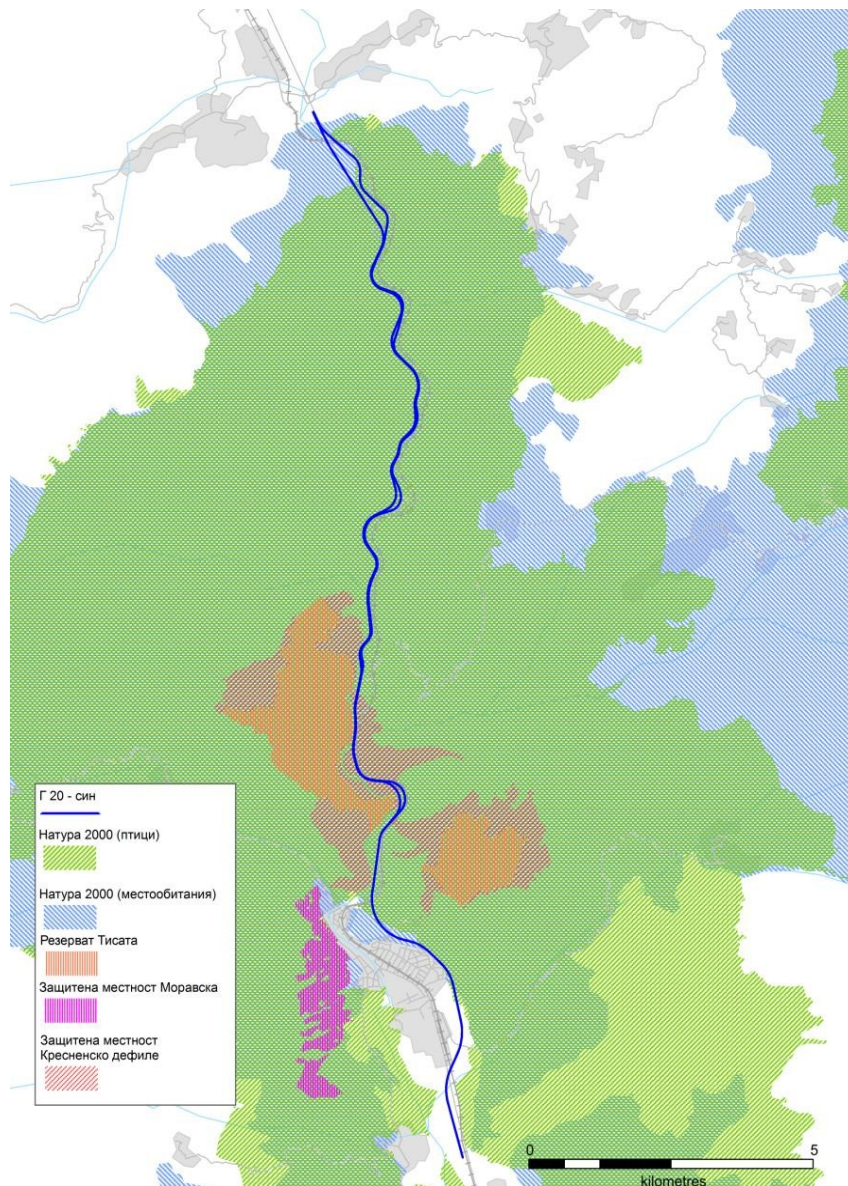 Г 20 - син
Натура 2000 (птици)
Натура 2000 (местообитания)
Резерват Тисата
Защитена местност Моравска
Защитена местност
Кресненско дефиле
0 5
kilometres